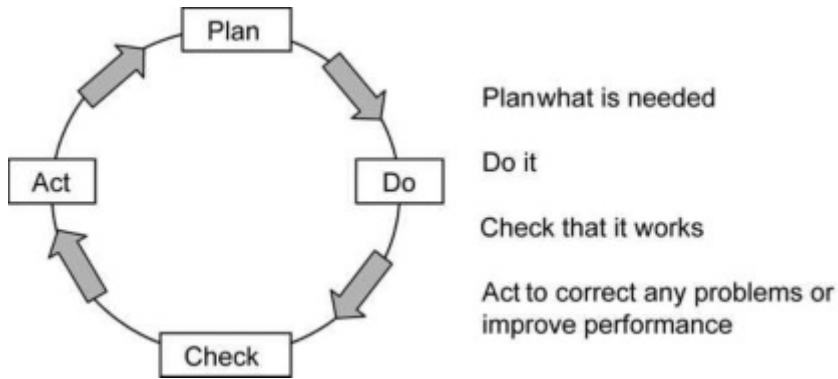 Plan
Do
Check
Act
Planwhat is needed
Do it
Check that it works
Act to correct any problems or
improve performance